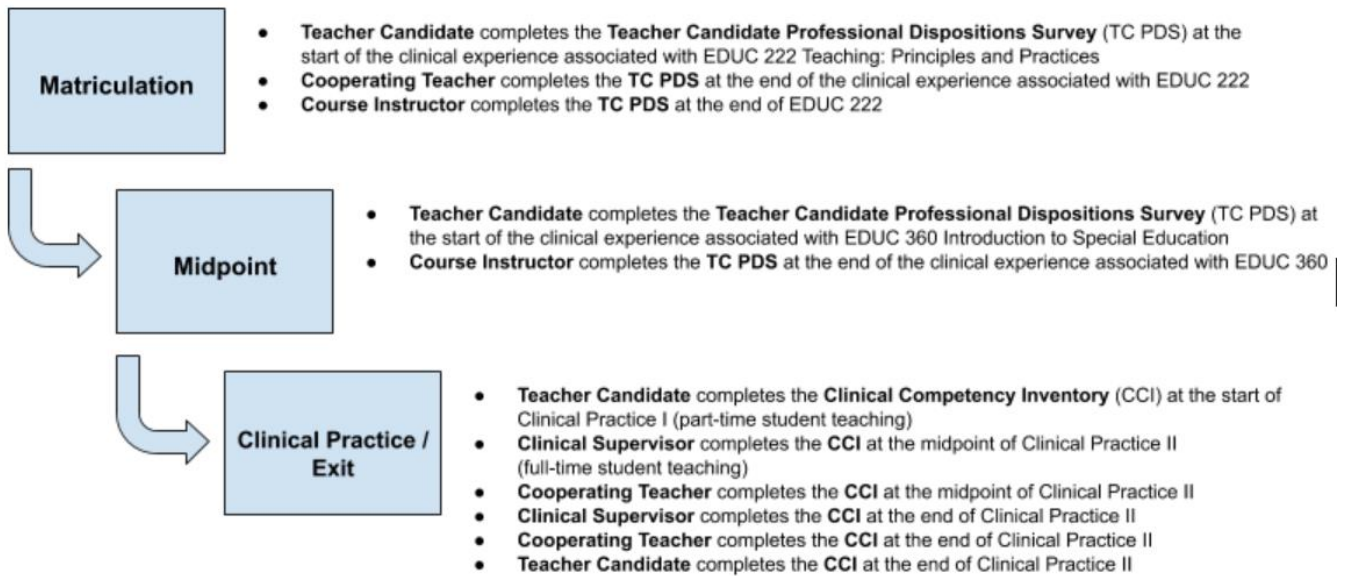 Matriculation
● Teacher Candidate completes the Teacher Candidate Professional Dispositions Survey (TC PDS) at the
start of the clinical experience associated with EDUC 222 Teaching: Principles and Practices
● Cooperating Teacher completes the TC PDS at the end of the clinical experience associated with EDUC 222
● Course Instructor completes the TC PDS at the end of EDUC 222
Midpoint
● Teacher Candidate completes the Teacher Candidate Professional Dispositions Survey (TC PDS) at
the start of the clinical experience associated with EDUC 360 Introduction to Special Education
● Course Instructor completes the TC PDS at the end of the clinical experience associated with EDUC 360
Clinical Practice /
Exit
● Teacher Candidate completes the Clinical Competency Inventory (CCI) at the start of
Clinical Practice I (part-time student teaching)
● Clinical Supervisor completes the CCI at the midpoint of Clinical Practice II
(full-time student teaching)
● Cooperating Teacher completes the CCI at the midpoint of Clinical Practice II
● Clinical Supervisor completes the CCI at the end of Clinical Practice II
● Cooperating Teacher completes the CCI at the end of Clinical Practice II
● Teacher Candidate completes the CCI at the end of Clinical Practice II